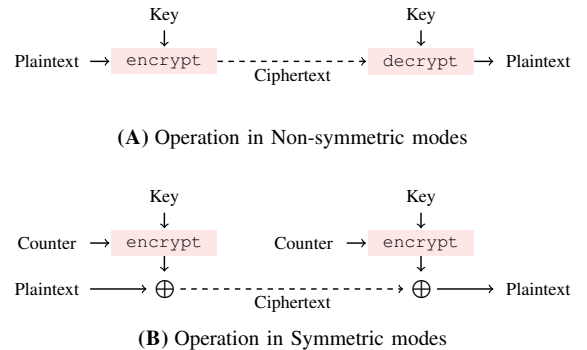 Key Key
Plaintext encrypt decrypt Plaintext
Ciphertext
(A) Operation in Non-symmetric modes
Key Key
Counter encrypt Counter encrypt
Plaintext Plaintext
Ciphertext
(B) Operation in Symmetric modes